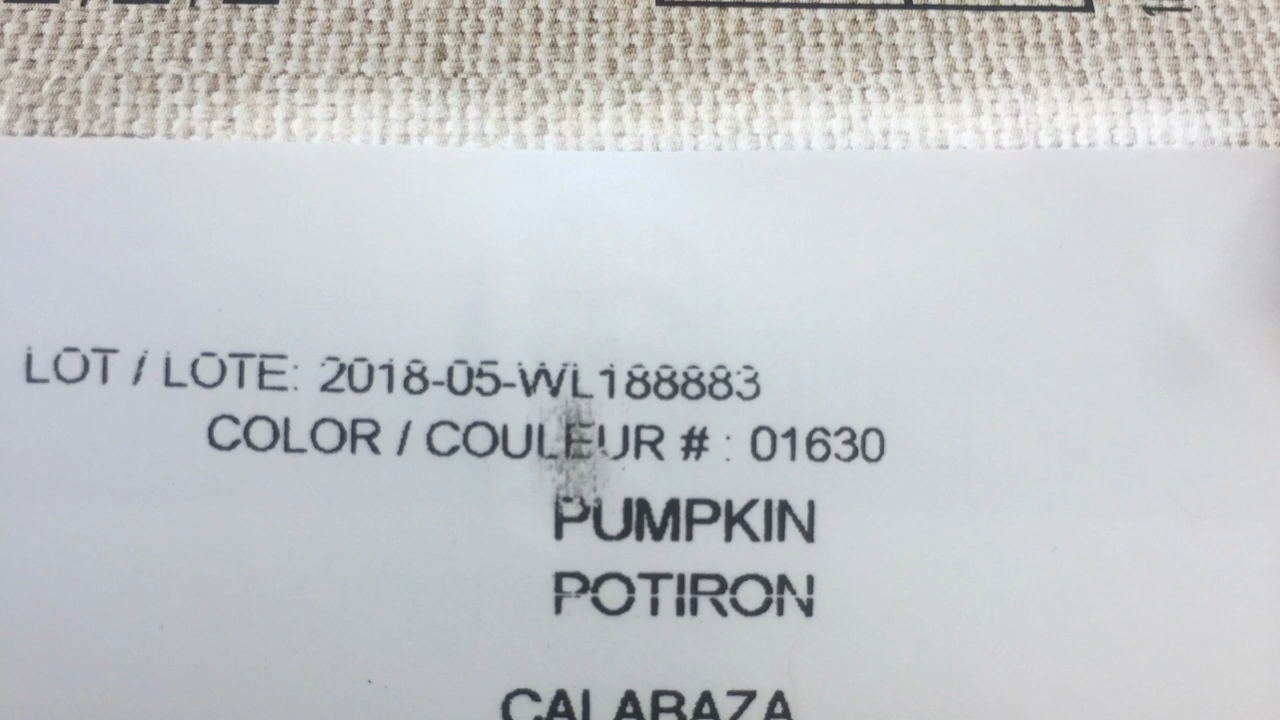 LOT / LOTE: 2018-05-WL188883
COLOR / COULEUR # : 01630
PUMPKIN
POTIRON
CALABAZA